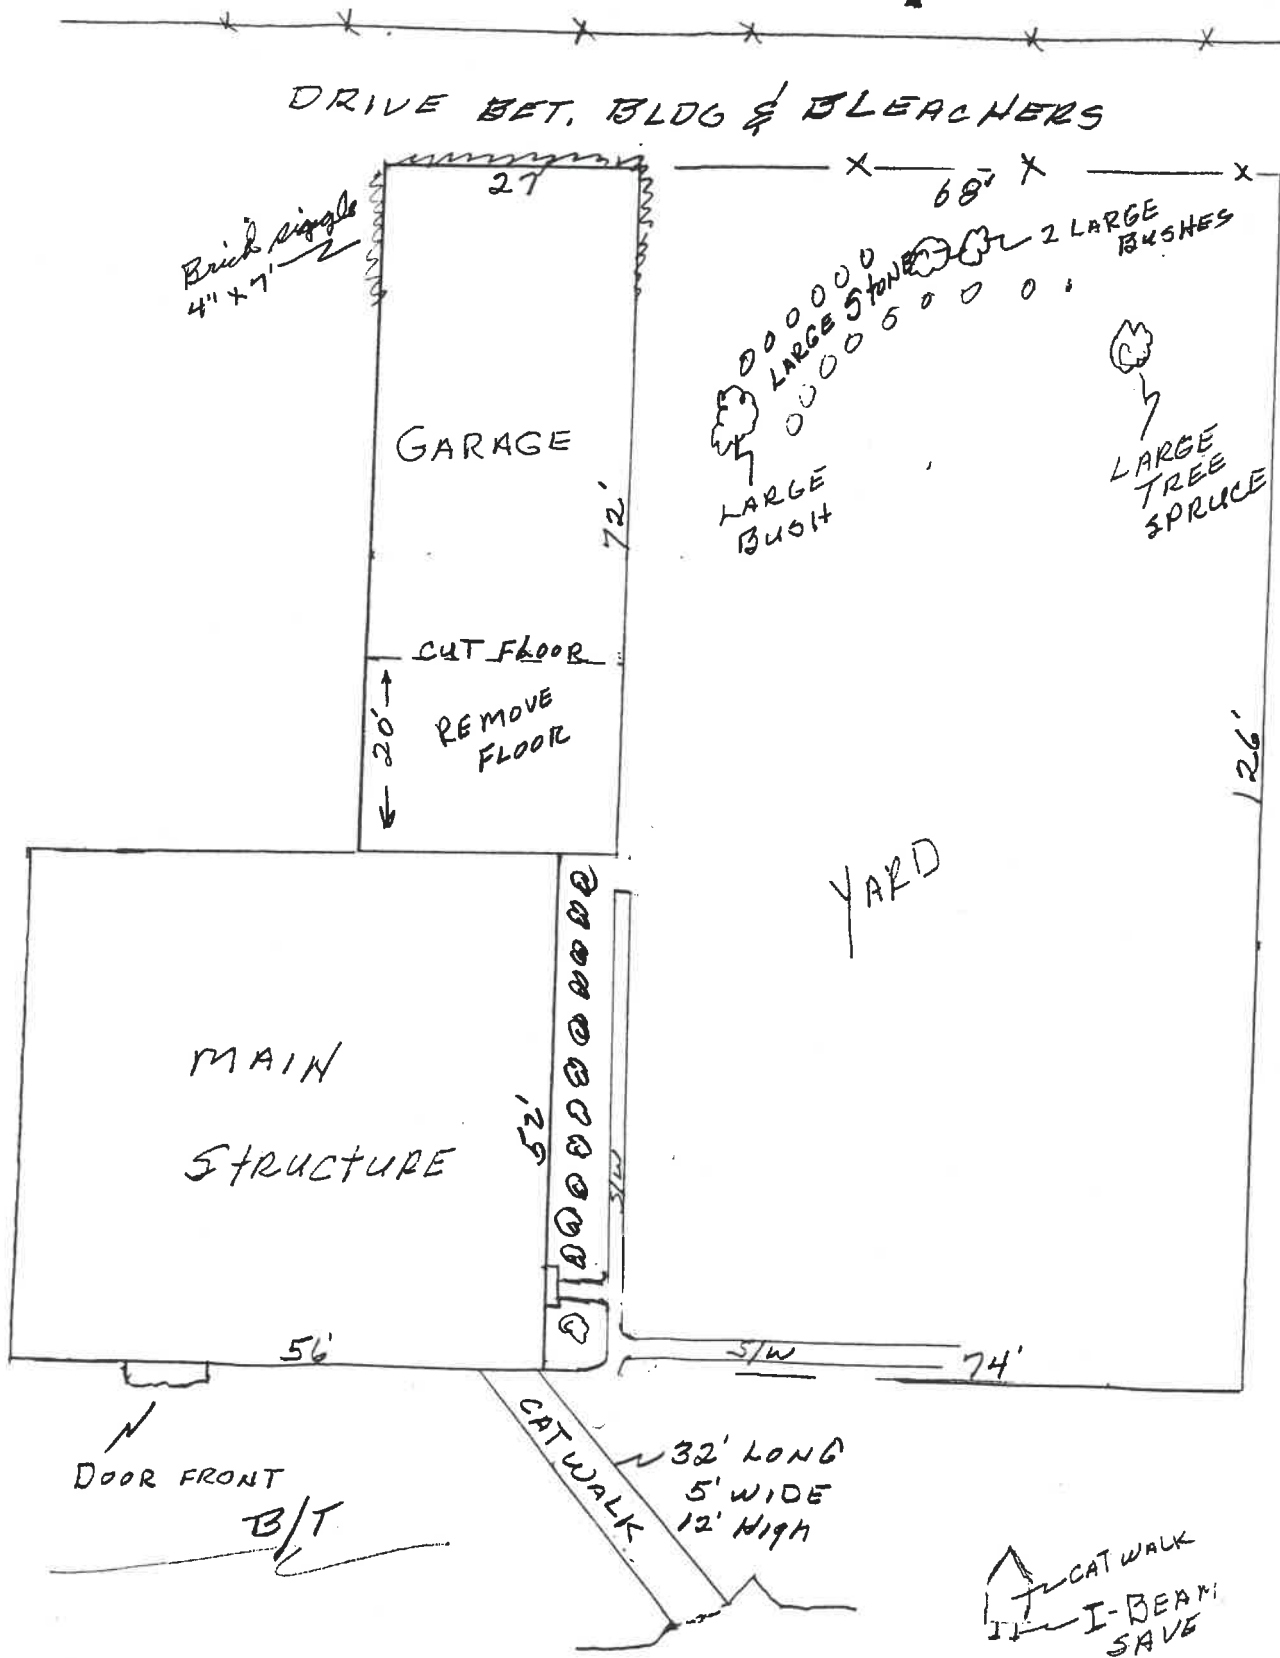 DRIVE BET. BLDG & BLEACHERS
27'
68'
Brick single
4" x 7'
2 LARGE
BUSHES
LARGE STONE
GARAGE
72'
LARGE
BUSH
LARGE
TREE
SPRUCE
CUT FLOOR
20'
REMOVE
FLOOR
126'
YARD
MAIN
STRUCTURE
52'
S/W
56'
S/W
74'
DOOR FRONT
B/T
CATWALK
32' LONG
5' WIDE
12' High
CATWALK
I-BEAM
SAVE